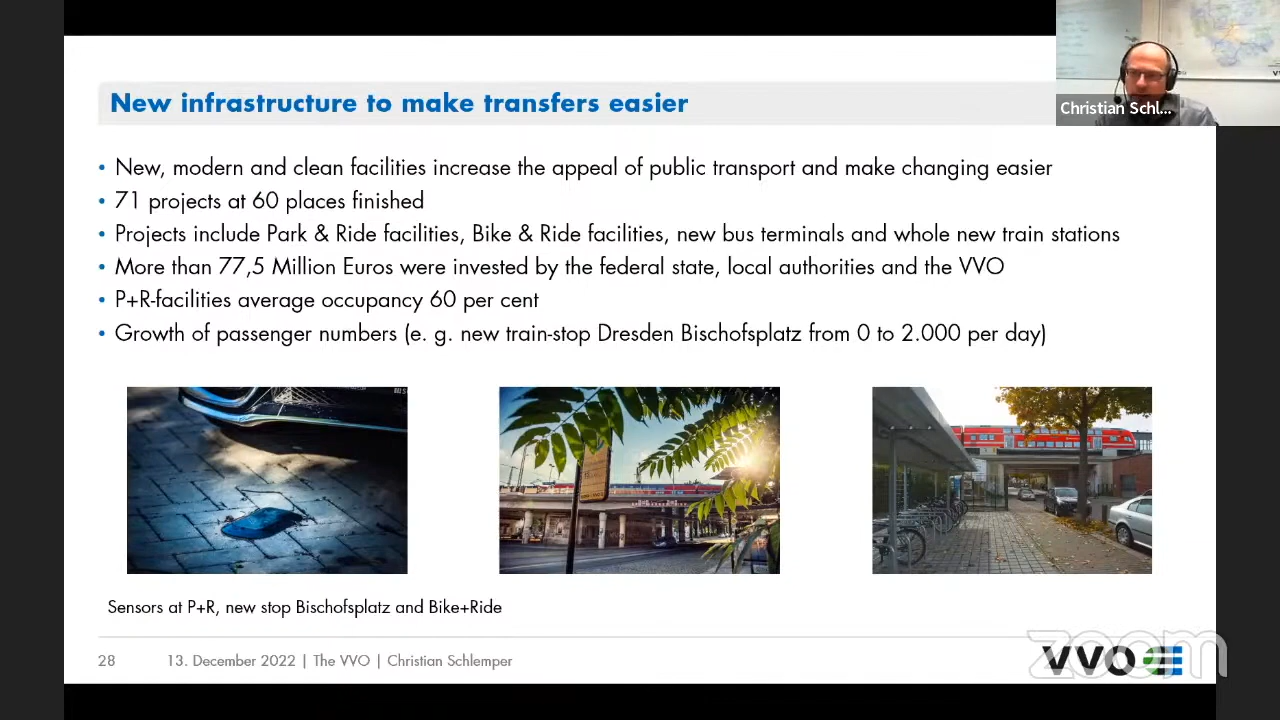 New infrastructure to make transfers easier
Christian Schl...
• New, modern and clean facilities increase the appeal of public transport and make changing easier
• 71 projects at 60 places finished
• Projects include Park & Ride facilities, Bike & Ride facilities, new bus terminals and whole new train stations
• More than 77,5 Million Euros were invested by the federal state, local authorities and the VVO
• P+R-facilities average occupancy 60 per cent
• Growth of passenger numbers (e. g. new train-stop Dresden Bischofsplatz from 0 to 2.000 per day)
Sensors at P+R, new stop Bischofsplatz and Bike+Ride
28 13. December 2022 | The VVO | Christian Schlemper
VVO
zoom